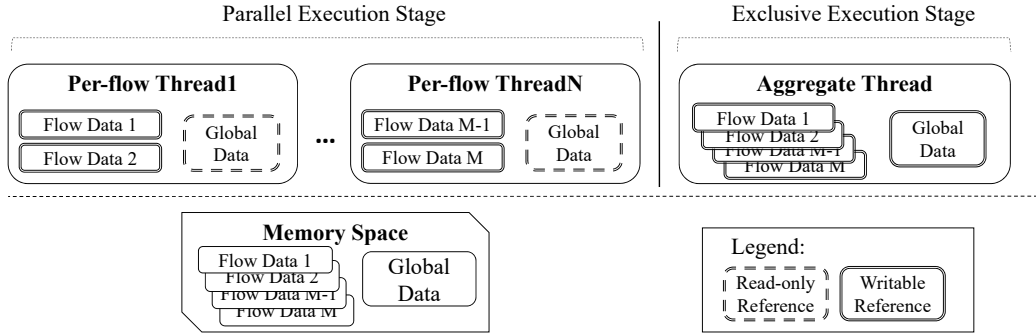 Parallel Execution Stage
Exclusive Execution Stage
Per-flow Thread1
Flow Data 1
Flow Data 2
Global
Data
...
Per-flow ThreadN
Flow Data M-1
Flow Data M
Global
Data
Aggregate Thread
Flow Data 1
Flow Data 2
Flow Data M-1
Flow Data M
Global
Data
Memory Space
Flow Data 1
Flow Data 2
Flow Data M-1
Flow Data M
Global
Data
Legend:
Read-only
Reference
Writable
Reference